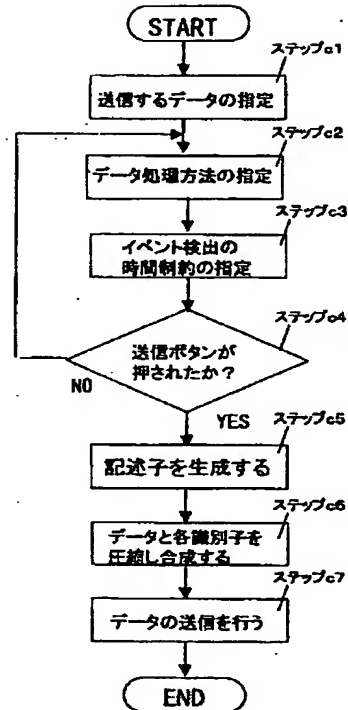 START
ステップc1
送信するデータの指定
ステップc2
データ処理方法の指定
ステップc3
イベント検出の
時間制約の指定
ステップc4
送信ボタンが
押されたか?
NO
YES
ステップc5
記述子を生成する
ステップc6
データと各識別子を
圧縮し合成する
ステップc7
データの送信を行う
END